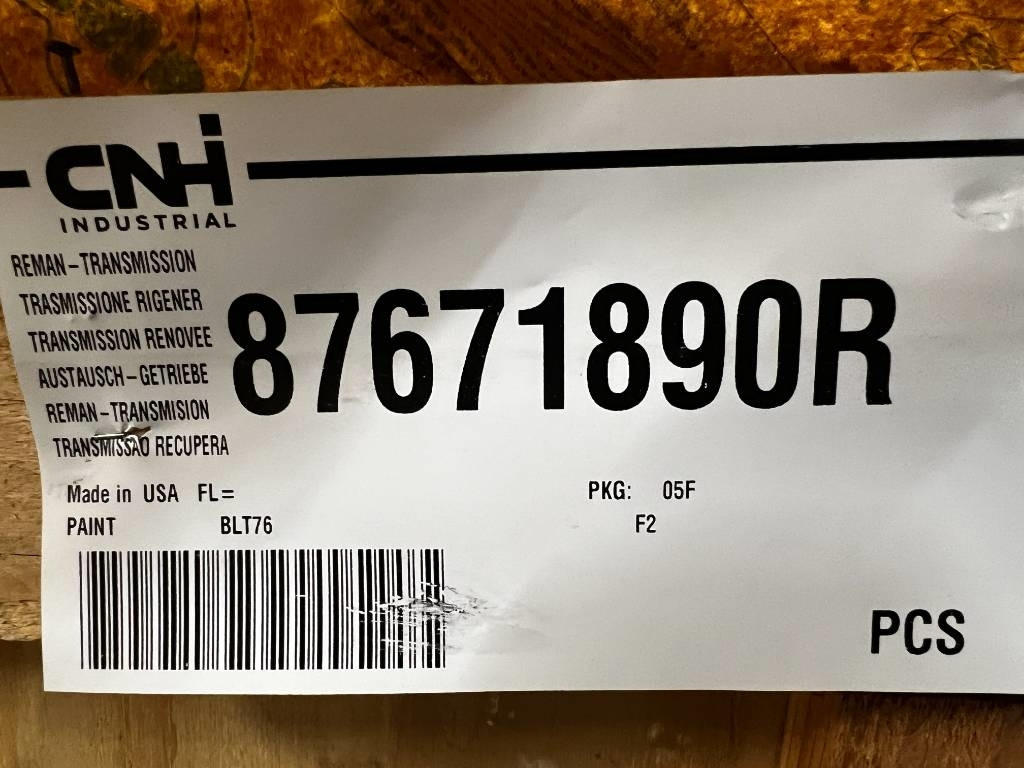 CNH
INDUSTRIAL
REMAN-TRANSMISSION
TRASMISSIONE RIGENER
TRANSMISSION RENOVEE
AUSTAUSCH-GETRIEBE
REMAN-TRANSMISION
TRANSMISSAO RECUPERA
87671890R
Made in USA FL=
PKG: 05F
PAINT BLT76
F2
PCS